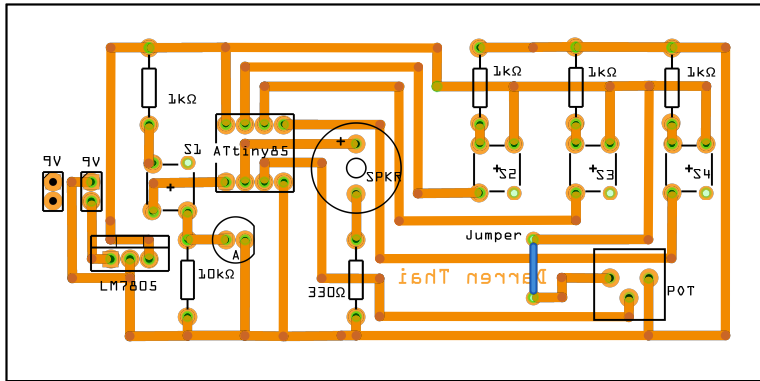 1kΩ
1kΩ
1kΩ
1kΩ
9V
9V
S1
ATtiny85
+
+
SPKR
+
S2
+
S3
+
S4
A
Jumper
LM7805
10kΩ
330Ω
Darren Thai
POT